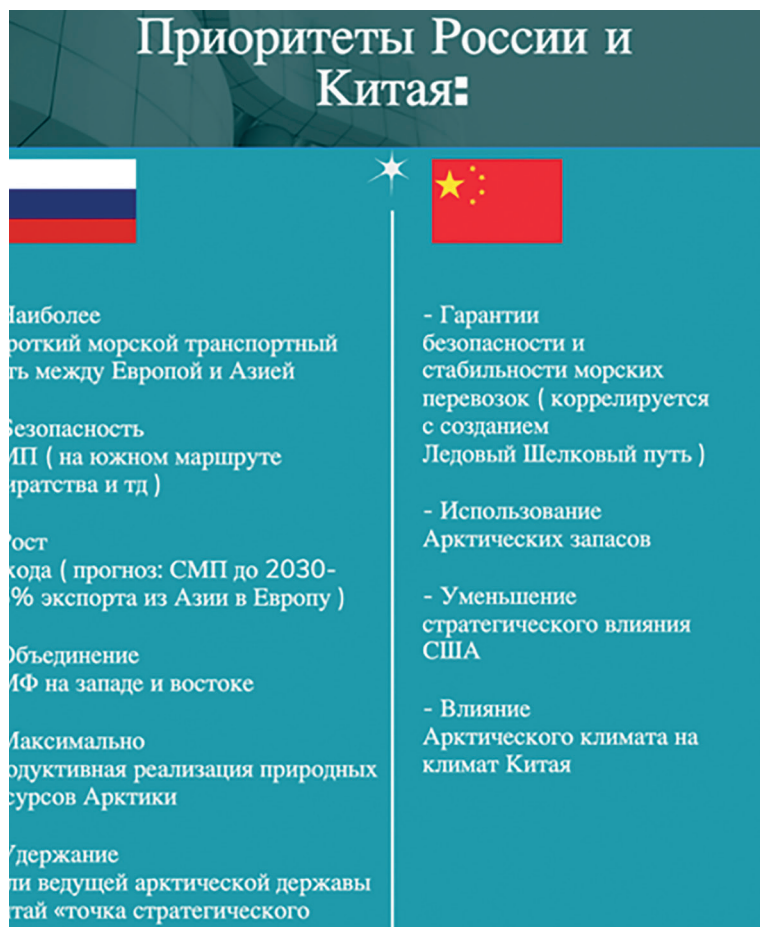 Приоритеты России и
Китая:
Наиболее
роткий морской транспортный
ть между Европой и Азией
Безопасность
МП ( на южном маршруте
иратства и тд )
Рост
хода ( прогноз: СМП до 2030-
% экспорта из Азии в Европу )
Объединение
МФ на западе и востоке
Максимально
одуктивная реализация природных
сурсов Арктики
Удержание
ли ведущей арктической державы
тай «точка стратегического
- Гарантии
безопасности и
стабильности морских
перевозок ( коррелируется
с созданием
Ледовый Шелковый путь )
- Использование
Арктических запасов
- Уменьшение
стратегического влияния
США
- Влияние
Арктического климата на
климат Китая